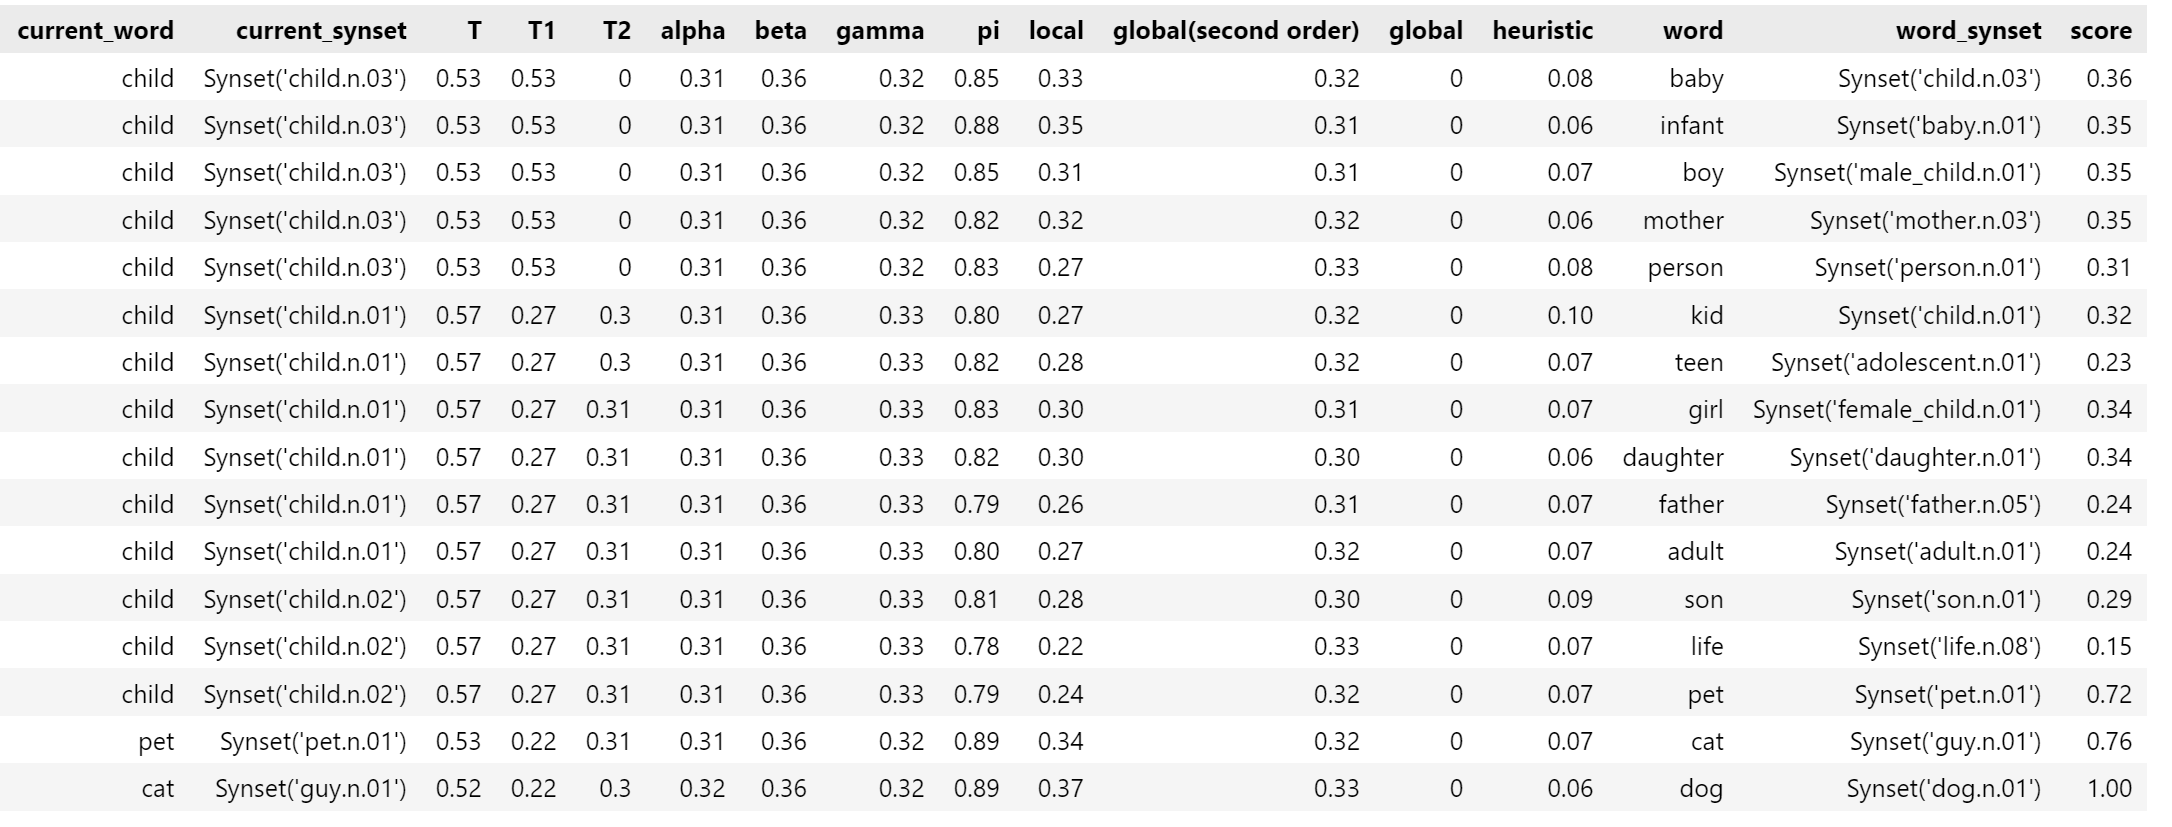 current_word current_synset T T1 T2 alpha beta gamma pi local global(second order) global heuristic word word_synset score
child Synset('child.n.03') 0.53 0.53 0 0.31 0.36 0.32 0.85 0.33 0.32 0 0.08 baby Synset('child.n.03') 0.36
child Synset('child.n.03') 0.53 0.53 0 0.31 0.36 0.32 0.88 0.35 0.31 0 0.06 infant Synset('baby.n.01') 0.35
child Synset('child.n.03') 0.53 0.53 0 0.31 0.36 0.32 0.85 0.31 0.31 0 0.07 boy Synset('male_child.n.01') 0.35
child Synset('child.n.03') 0.53 0.53 0 0.31 0.36 0.32 0.82 0.32 0.32 0 0.06 mother Synset('mother.n.03') 0.35
child Synset('child.n.03') 0.53 0.53 0 0.31 0.36 0.32 0.83 0.27 0.33 0 0.08 person Synset('person.n.01') 0.31
child Synset('child.n.01') 0.57 0.27 0.3 0.31 0.36 0.33 0.80 0.27 0.32 0 0.10 kid Synset('child.n.01') 0.32
child Synset('child.n.01') 0.57 0.27 0.3 0.31 0.36 0.33 0.82 0.28 0.32 0 0.07 teen Synset('adolescent.n.01') 0.23
child Synset('child.n.01') 0.57 0.27 0.31 0.31 0.36 0.33 0.83 0.30 0.31 0 0.07 girl Synset('female_child.n.01') 0.34
child Synset('child.n.01') 0.57 0.27 0.31 0.31 0.36 0.33 0.82 0.30 0.30 0 0.06 daughter Synset('daughter.n.01') 0.34
child Synset('child.n.01') 0.57 0.27 0.31 0.31 0.36 0.33 0.79 0.26 0.31 0 0.07 father Synset('father.n.05') 0.24
child Synset('child.n.01') 0.57 0.27 0.31 0.31 0.36 0.33 0.80 0.27 0.32 0 0.07 adult Synset('adult.n.01') 0.24
child Synset('child.n.02') 0.57 0.27 0.31 0.31 0.36 0.33 0.81 0.28 0.30 0 0.09 son Synset('son.n.01') 0.29
child Synset('child.n.02') 0.57 0.27 0.31 0.31 0.36 0.33 0.78 0.22 0.33 0 0.07 life Synset('life.n.08') 0.15
child Synset('child.n.02') 0.57 0.27 0.31 0.31 0.36 0.33 0.79 0.24 0.32 0 0.07 pet Synset('pet.n.01') 0.72
pet Synset('pet.n.01') 0.53 0.22 0.31 0.31 0.36 0.32 0.89 0.34 0.32 0 0.07 cat Synset('guy.n.01') 0.76
cat Synset('guy.n.01') 0.52 0.22 0.3 0.32 0.36 0.32 0.89 0.37 0.33 0 0.06 dog Synset('dog.n.01') 1.00